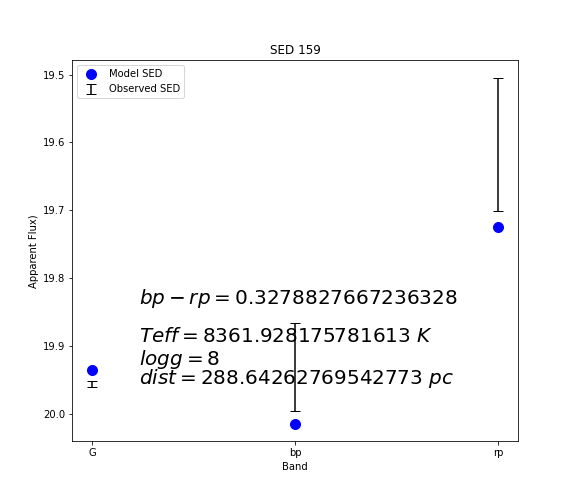 SED 159
Model SED
Observed SED
19.5
19.6
19.7
19.8
19.9
20.0
Apparent Flux)
bp − rp = 0.3278827667236328
Teff = 8361.928175781613 K
logg = 8
dist = 288.64262769542773 pc
G
bp
rp
Band